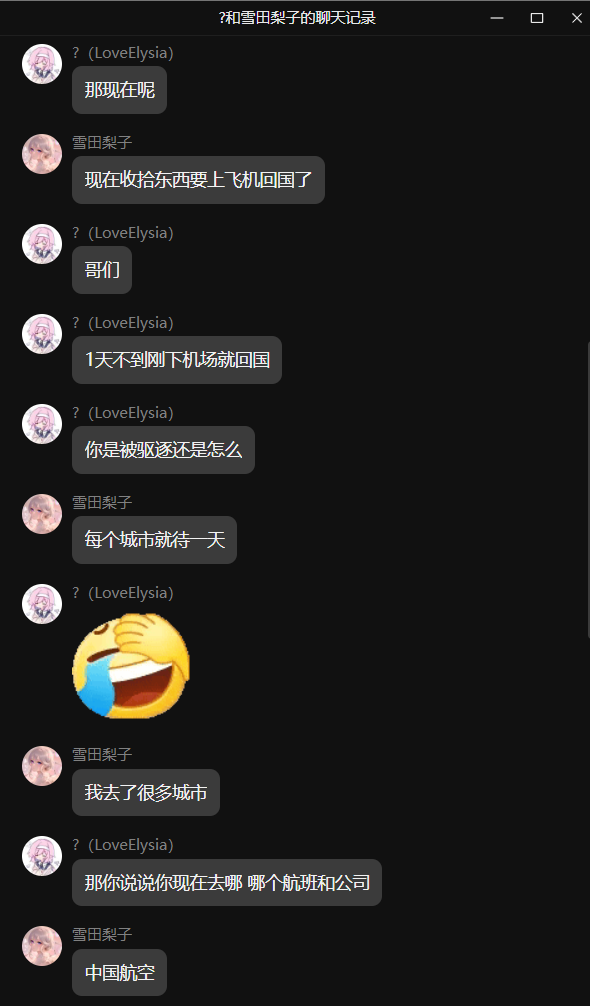 ?和雪田梨子的聊天记录
?（LoveElysia）
那现在呢
雪田梨子
现在收拾东西要上飞机回国了
?（LoveElysia）
哥们
?（LoveElysia）
1天不到刚下机场就回国
?（LoveElysia）
你是被驱逐还是怎么
雪田梨子
每个城市就待一天
?（LoveElysia）
雪田梨子
我去了很多城市
?（LoveElysia）
那你说说你现在去哪 哪个航班和公司
雪田梨子
中国航空